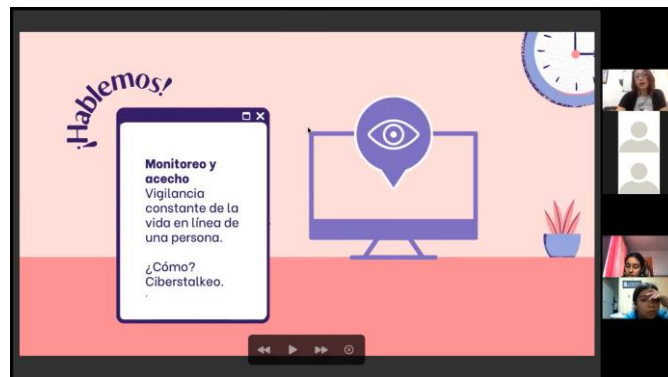 ¡Hablemos!
Monitoreo y
acecho
Vigilancia
constante de la
vida en línea de
una persona.
¿Cómo?
Ciberstalkeo.